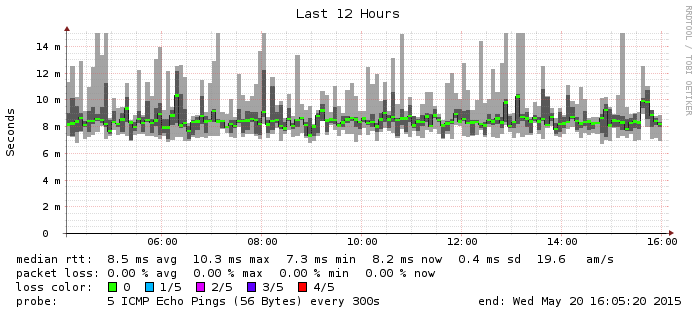 Last 12 Hours
RRDTOOL / TOBI OETIKER
Seconds
14 m
12 m
10 m
8 m
6 m
4 m
2 m
0
06:00 08:00 10:00 12:00 14:00 16:00
median rtt: 8.5 ms avg 10.3 ms max 7.3 ms min 8.2 ms now 0.4 ms sd 19.6 am/s
packet loss: 0.00 % avg 0.00 % max 0.00 % min 0.00 % now
loss color: 0 1/5 2/5 3/5 4/5
probe: 5 ICMP Echo Pings (56 Bytes) every 300s end: Wed May 20 16:05:20 2015